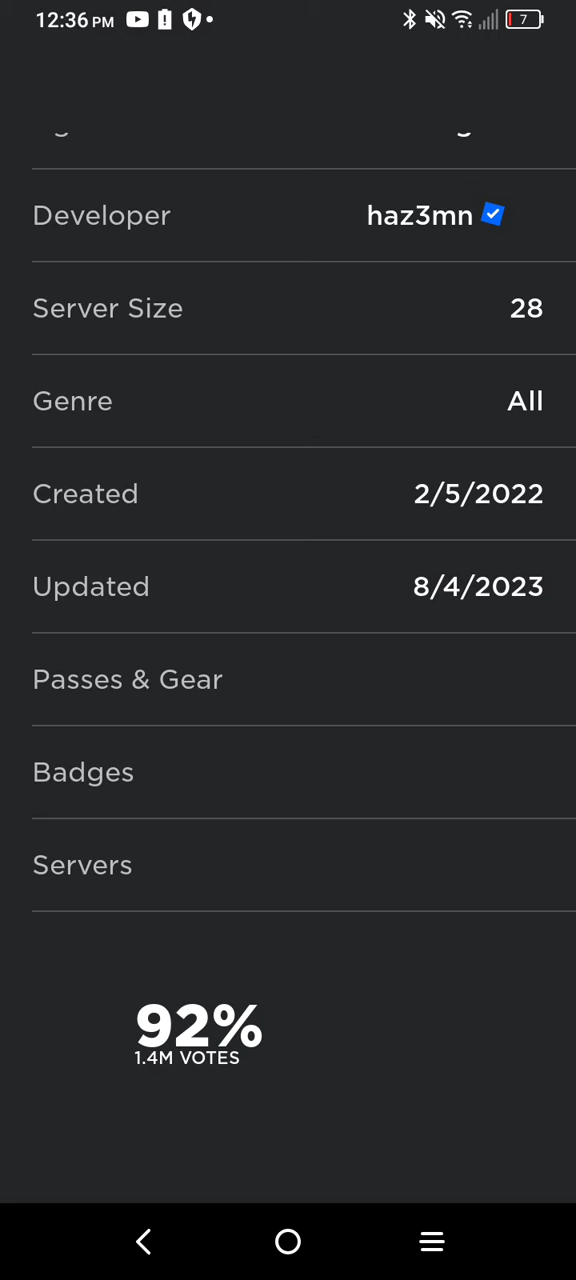 12:36 PM 7
Developer haz3mn
Server Size 28
Genre All
Created 2/5/2022
Updated 8/4/2023
Passes & Gear
Badges
Servers
92%
1.4M VOTES